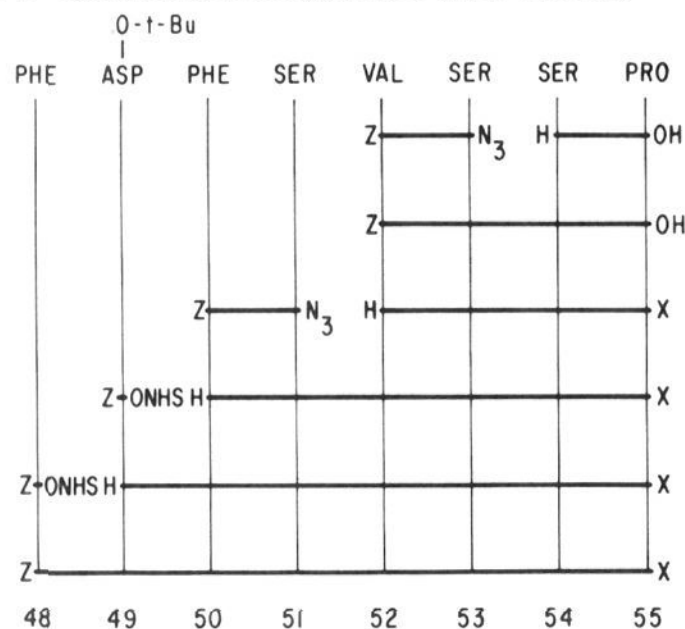 O-t-Bu
PHE ASP PHE SER VAL SER SER PRO
Z N3 H OH
Z OH
Z N3 H X
Z ONHS H X
Z ONHS H X
Z X
48 49 50 51 52 53 54 55